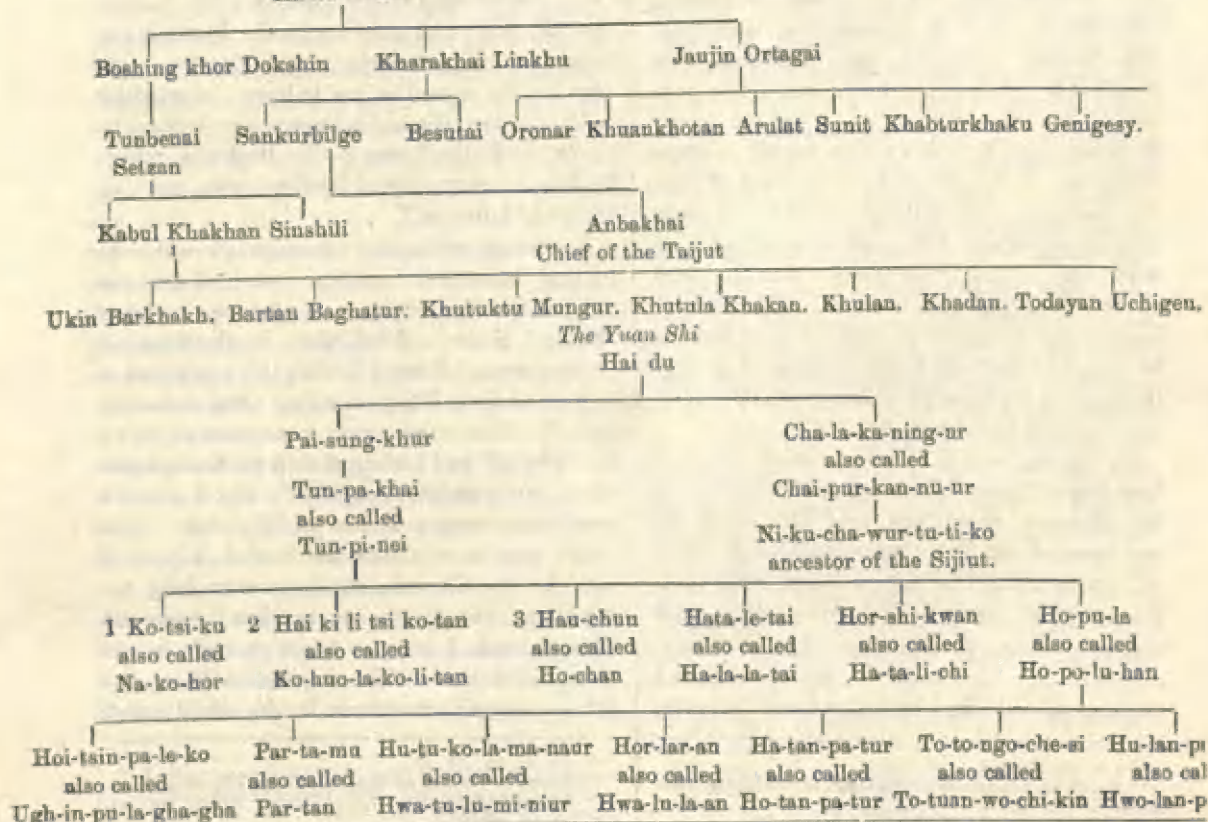 Boshing khor Dokshin Kharakhai Linkhu Jaujin Ortagai
Tunbenai Sankurbilge Besutai Oronar Khuankhotan Arulat Sunit Khabturkhaku Genigesy.
Setzan
Kabul Khakhan Sinshili Anbakhai
Chief of the Taijut
Ukin Barkhakh. Bartan Baghatur. Khutuktu Mungur. Khutula Khakan. Khulan. Khadan. Todayan Uchigen.
The Yuan Shi
Hai du
Pai-sung-khur Cha-la-ka-ning-ur
also called
Tun-pa-khai Chai-pur-kan-nu-ur
also called
Tun-pi-nei Ni-ku-cha-wur-tu-ti-ko
ancestor of the Sijiut.
1 Ko-tsi-ku 2 Hai ki li tsi ko-tan 3 Hau-chun Hata-le-tai Hor-shi-kwan Ho-pu-la
also called also called also called also called also called also called
Na-ko-hor Ko-huo-la-ko-li-tan Ho-chan Ha-la-la-tai Ha-ta-li-chi Ho-po-lu-han
Hoi-tsin-pa-le-ko Par-ta-mu Hu-tu-ko-la-ma-naur Hor-lar-an Ha-tan-pa-tur To-to-ngo-che-si Hu-lan-p
also called also called also called also called also called also called also cal
Ugh-in-pu-la-gha-gha Par-tan Hwa-tu-lu-mi-niur Hwa-lu-la-an Ho-tan-pa-tur To-tuan-wo-chi-kin Hwo-lan-p